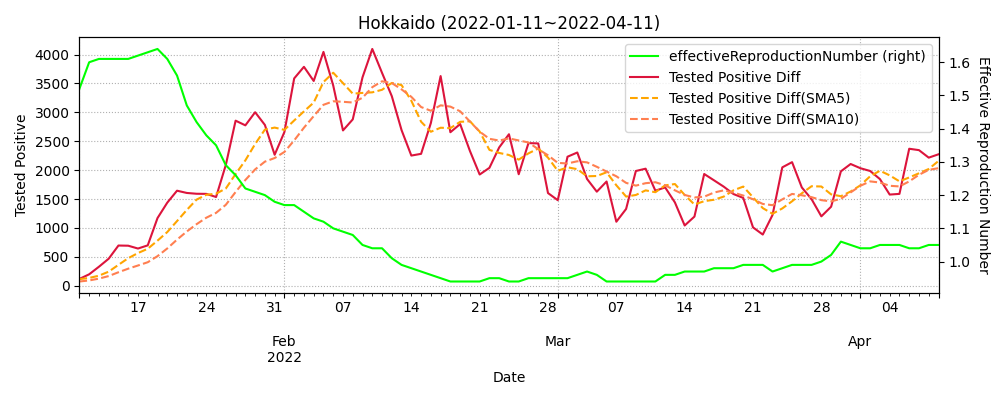 Hokkaido (2022-01-11~2022-04-11)
effectiveReproductionNumber (right)
Tested Positive Diff
Tested Positive Diff(SMA5)
Tested Positive Diff(SMA10)
Tested Positive
4000
3500
3000
2500
2000
1500
1000
500
0
1.6
1.5
1.4
1.3
1.2
1.1
1.0
Effective Reproduction Number
17 24 31 07 14 21 28 07 14 21 28 04
Feb Mar Apr
2022
Date